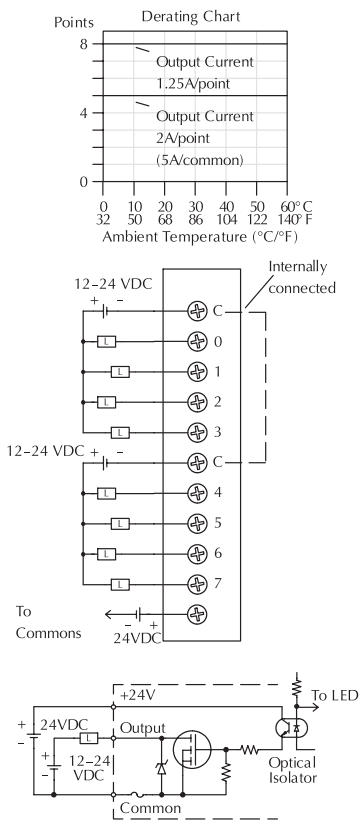 Derating Chart
Points
8
4
0
Output Current
1.25A/point
Output Current
2A/point
(5A/common)
0 10 20 30 40 50 60°C
32 50 68 86 104 122 140°F
Ambient Temperature (°C/°F)
Internally
connected
12–24 VDC
+ –
C
L 0
L 1
L 2
L 3
12–24 VDC + –
C
L 4
L 5
L 6
L 7
To
Commons
– +
24VDC
+24V
To LED
+
24VDC
–
L
Output
+
12–24
VDC
–
Optical
Isolator
Common